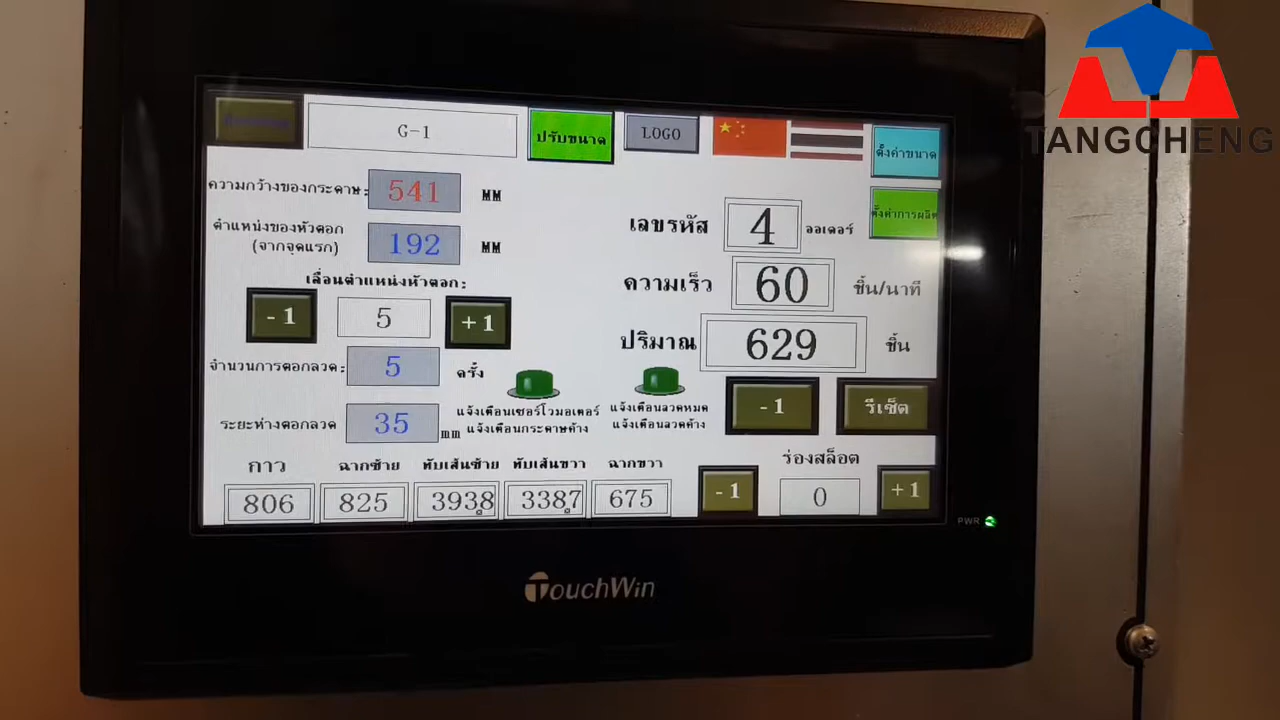 TANGCHENG
G-1
ปรับขนาด
LOGO
ตั้งค่าขนาด
ความกว้างของกระดาษ: 541 MM
ตั้งค่าการผลิต
ตำแหน่งของหัวตอก
(จากจุดแรก) 192 MM
เลขรหัส 4 ออเดอร์
เลื่อนตำแหน่งหัวตอก:
-1 5 +1
ความเร็ว 60 ชิ้น/นาที
ปริมาณ 629 ชิ้น
จำนวนการตอกลวด: 5 ครั้ง
-1 รีเซ็ต
ระยะห่างตอกลวด 35 mm
แจ้งเตือนเซอร์โวมอเตอร์
แจ้งเตือนกระดาษค้าง
แจ้งเตือนลวดหมด
แจ้งเตือนลวดค้าง
กาว ฉากซ้าย ทับเส้นซ้าย ทับเส้นขวา ฉากขวา
806 825 3938 3387 675
ร่องสล็อต
-1 0 +1
PWR
TouchWin